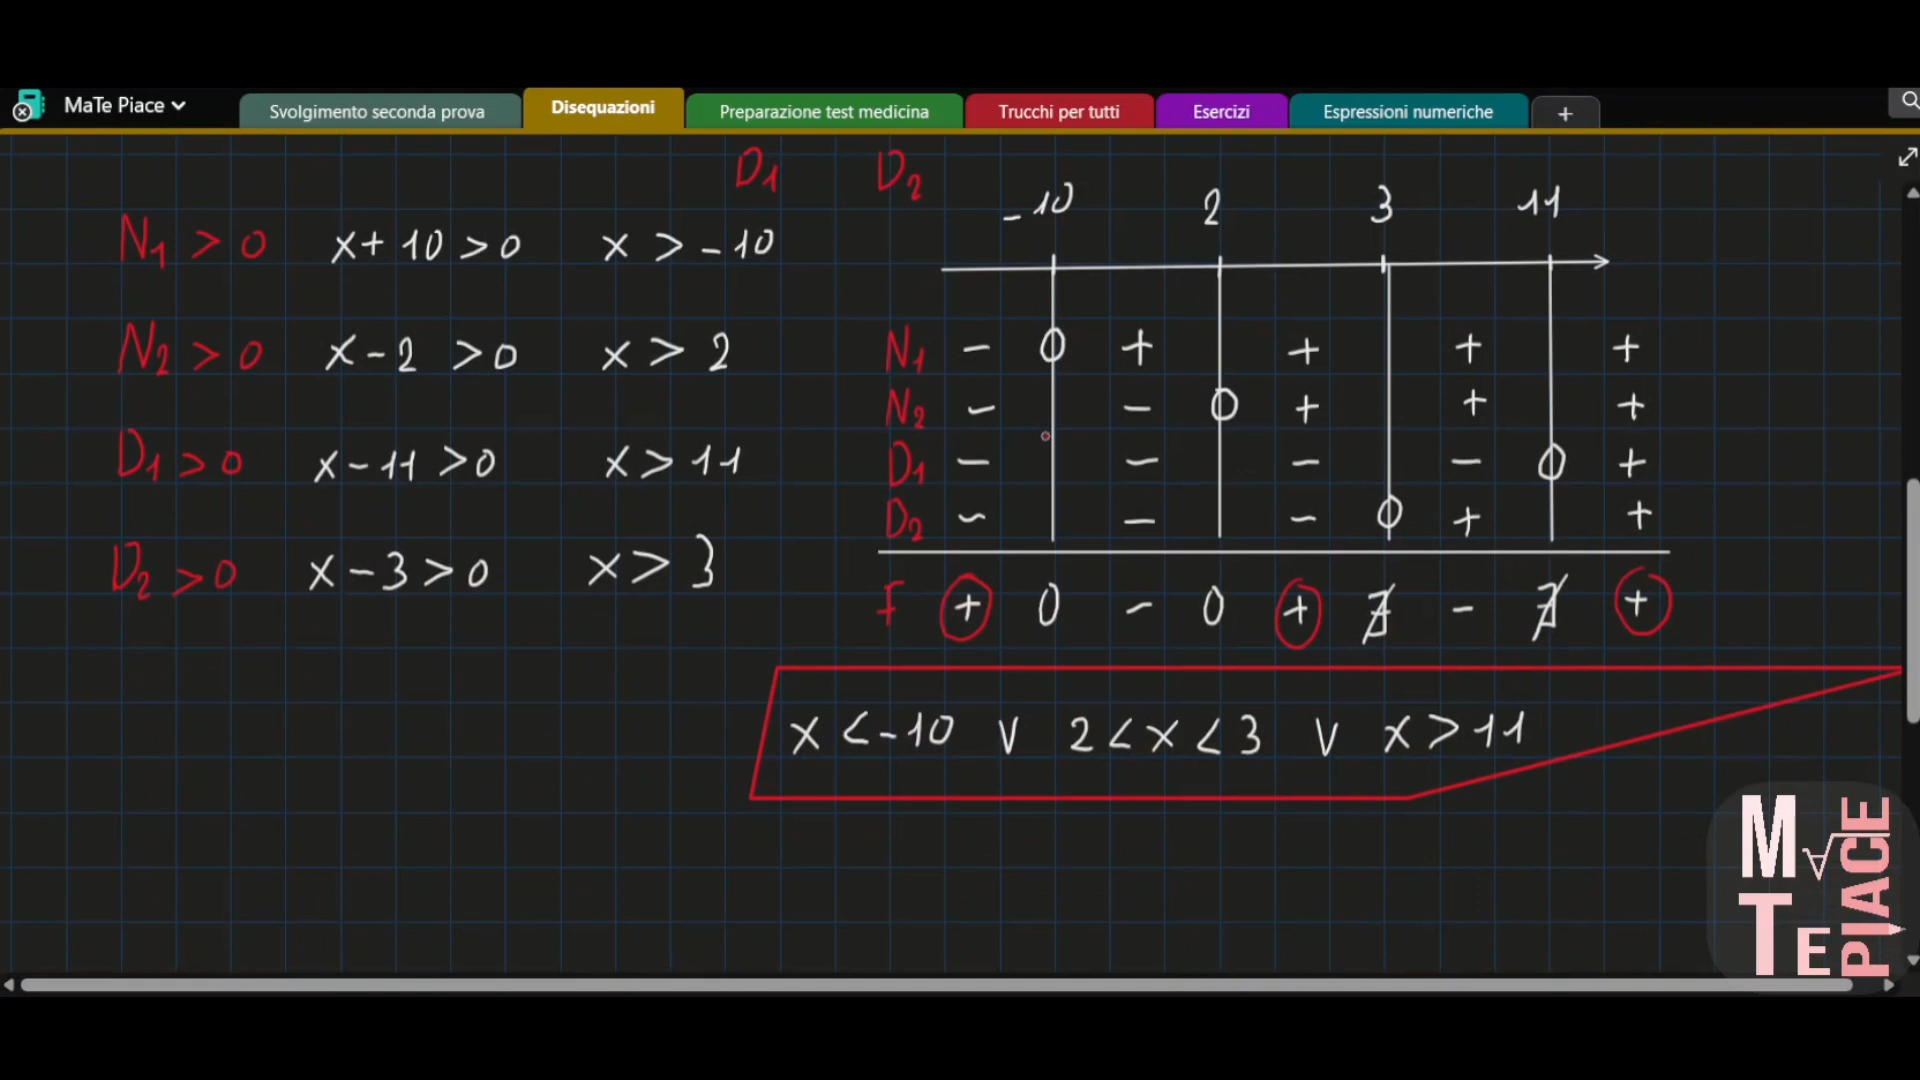 MaTe Piace
Svolgimento seconda prova
Disequazioni
Preparazione test medicina
Trucchi per tutti
Esercizi
Espressioni numeriche
+
D₁ D₂
N₁ > 0 x + 10 > 0 x > -10
N₂ > 0 x - 2 > 0 x > 2
D₁ > 0 x - 11 > 0 x > 11
D₂ > 0 x - 3 > 0 x > 3
-10 2 3 11
N₁ - 0 + + + +
N₂ - - 0 + + +
D₁ - - - - 0 +
D₂ - - - 0 + +
F + 0 - 0 + ∄ - ∄ +
x < -10 ∨ 2 < x < 3 ∨ x > 11
M√TE PIACE